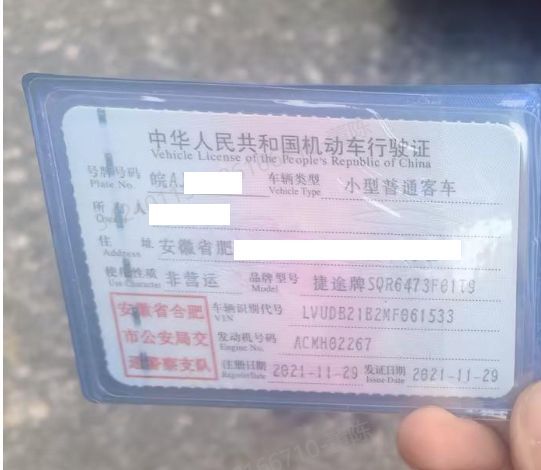 中华人民共和国机动车行驶证
Vehicle License of the People's Republic of China
号牌号码 皖A. 车辆类型 小型普通客车
Plate No. Vehicle Type
所有人
Owner
住址 安徽省肥
Address
使用性质 非营运 品牌型号 捷途牌SQR6473F01T9
Use Character Model
安徽省合肥 车辆识别代号 LVUDB21B2MF061533
VIN
市公安局交 发动机号码 ACMH02267
Engine No.
通警察支队 注册日期 2021-11-29 发证日期 2021-11-29
Register Date Issue Date